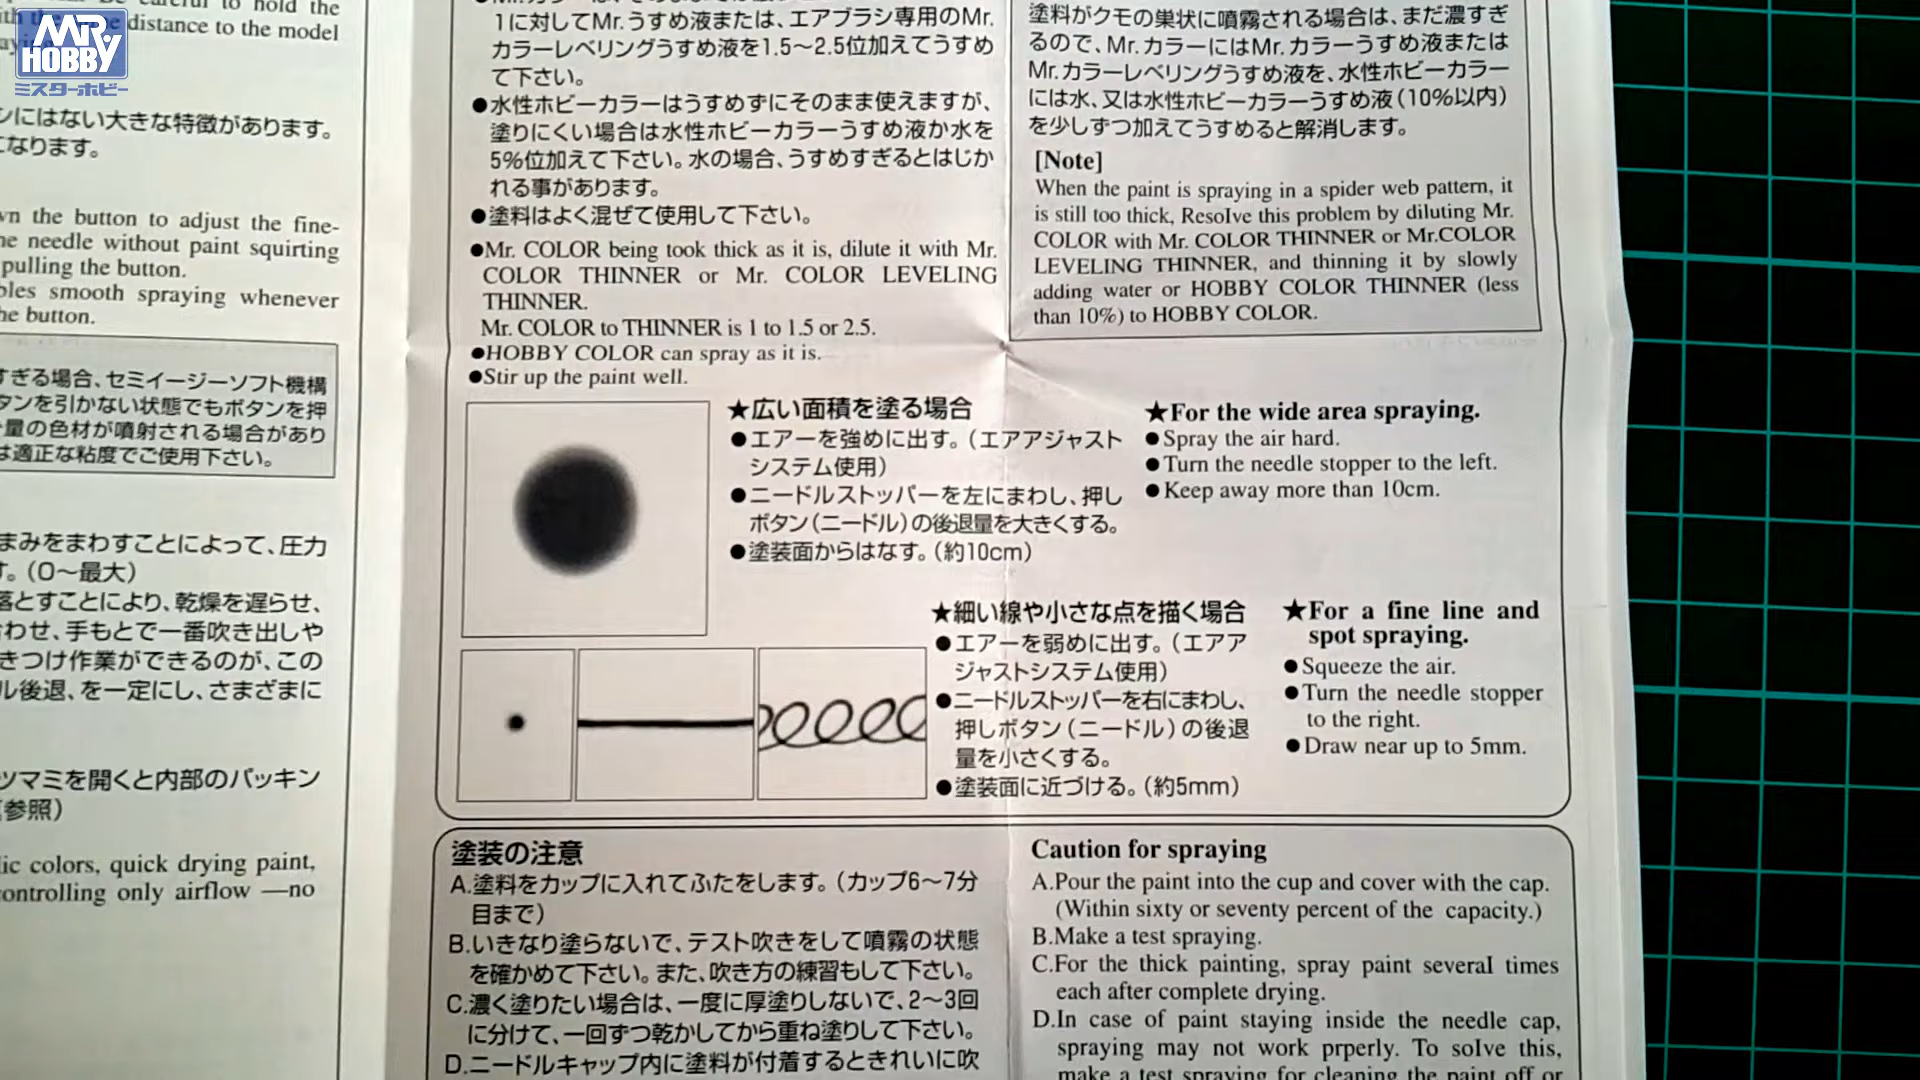 MR. HOBBY
ミスターホビー
to hold the
distance to the model
にはない大きな特徴があります。
になります。
the button to adjust the fine-
needle without paint squirting
pulling the button.
smooth spraying whenever
the button.
すぎる場合、セミイージーソフト機構
タンを引かない状態でもボタンを押
量の色材が噴射される場合があり
は適正な粘度でご使用下さい。
まみをまわすことによって、圧力
す。(0〜最大)
落とすことにより、乾燥を遅らせ、
わせ、手もとで一番吹き出しや
きつけ作業ができるのが、この
ル後退、を一定にし、さまざまに
ツマミを開くと内部のパッキン
参照)
colors, quick drying paint,
controlling only airflow —no
1に対してMr.うすめ液または、エアブラシ専用のMr.
カラーレベリングうすめ液を1.5〜2.5位加えてうすめ
て下さい。
●水性ホビーカラーはうすめずにそのまま使えますが、
塗りにくい場合は水性ホビーカラーうすめ液か水を
5%位加えて下さい。水の場合、うすめすぎるとはじか
れる事があります。
●塗料はよく混ぜて使用して下さい。
●Mr. COLOR being took thick as it is, dilute it with Mr.
COLOR THINNER or Mr. COLOR LEVELING
THINNER.
Mr. COLOR to THINNER is 1 to 1.5 or 2.5.
●HOBBY COLOR can spray as it is.
●Stir up the paint well.
塗料がクモの巣状に噴霧される場合は、まだ濃すぎ
るので、Mr.カラーにはMr.カラーうすめ液または
Mr.カラーレベリングうすめ液を、水性ホビーカラー
には水、又は水性ホビーカラーうすめ液(10%以内)
を少しずつ加えてうすめると解消します。
[Note]
When the paint is spraying in a spider web pattern, it
is still too thick, Resolve this problem by diluting Mr.
COLOR with Mr. COLOR THINNER or Mr.COLOR
LEVELING THINNER, and thinning it by slowly
adding water or HOBBY COLOR THINNER (less
than 10%) to HOBBY COLOR.
★広い面積を塗る場合
●エアーを強めに出す。(エアアジャスト
システム使用)
●ニードルストッパーを左にまわし、押し
ボタン(ニードル)の後退量を大きくする。
●塗装面からはなす。(約10cm)
★For the wide area spraying.
●Spray the air hard.
●Turn the needle stopper to the left.
●Keep away more than 10cm.
★細い線や小さな点を描く場合
●エアーを弱めに出す。(エアア
ジャストシステム使用)
●ニードルストッパーを右にまわし、
押しボタン(ニードル)の後退
量を小さくする。
●塗装面に近づける。(約5mm)
★For a fine line and
spot spraying.
●Squeeze the air.
●Turn the needle stopper
to the right.
●Draw near up to 5mm.
塗装の注意
A.塗料をカップに入れてふたをします。(カップ6〜7分
目まで)
B.いきなり塗らないで、テスト吹きをして噴霧の状態
を確かめて下さい。また、吹き方の練習もして下さい。
C.濃く塗りたい場合は、一度に厚塗りしないで、2〜3回
に分けて、一回ずつ乾かしてから重ね塗りして下さい。
D.ニードルキャップ内に塗料が付着するときれいに吹
Caution for spraying
A.Pour the paint into the cup and cover with the cap.
(Within sixty or seventy percent of the capacity.)
B.Make a test spraying.
C.For the thick painting, spray paint several times
each after complete drying.
D.In case of paint staying inside the needle cap,
spraying may not work prperly. To solve this,
make a test spraying for cleaning the paint off or